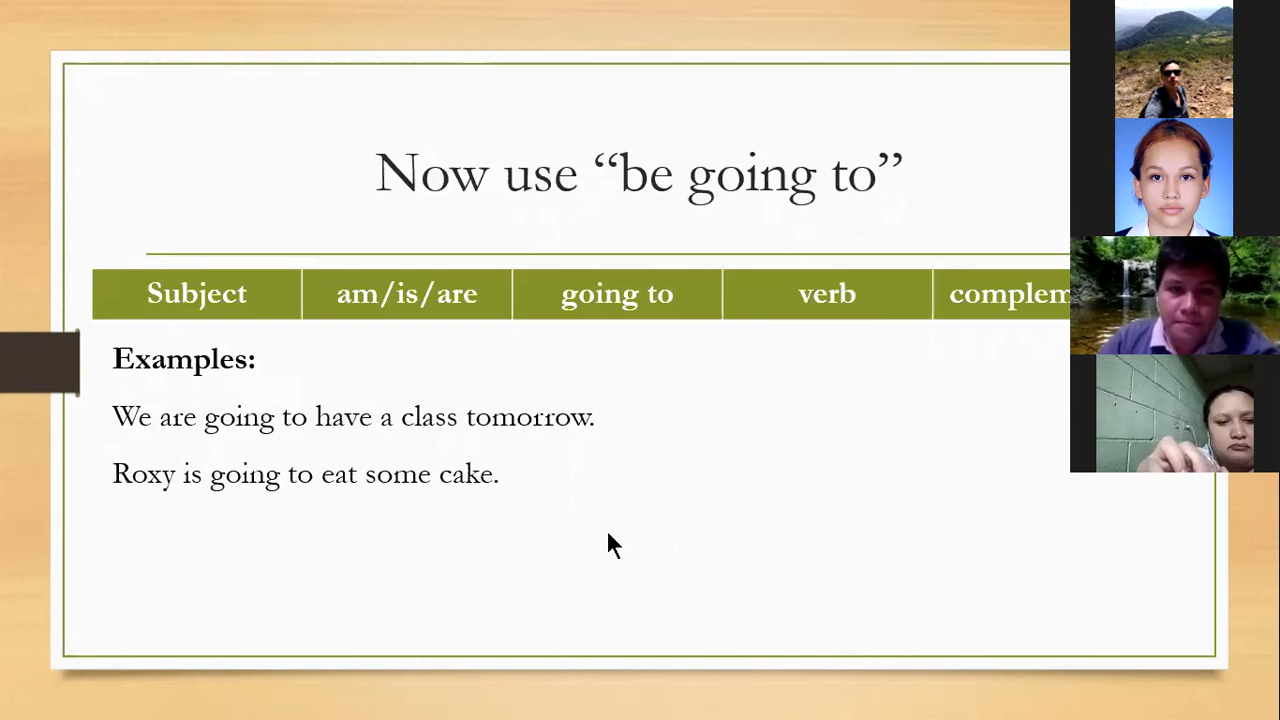 Now use “be going to”
Subject am/is/are going to verb complem
Examples:
We are going to have a class tomorrow.
Roxy is going to eat some cake.